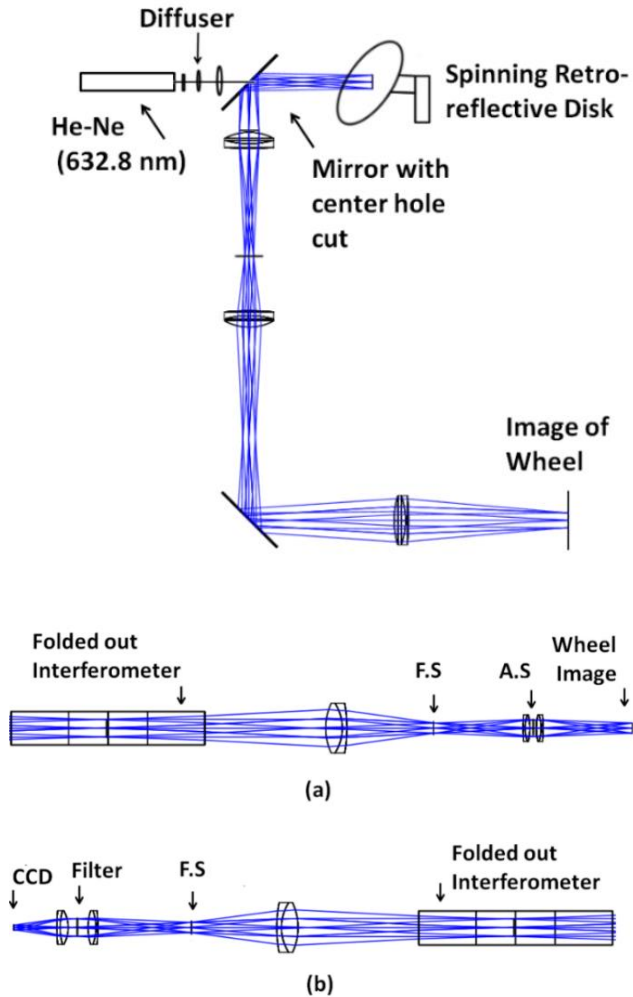 Diffuser
He-Ne
(632.8 nm)
Spinning Retro-
reflective Disk
Mirror with
center hole
cut
Image of
Wheel
Folded out
Interferometer
F.S
A.S
Wheel
Image
(a)
CCD
Filter
F.S
Folded out
Interferometer
(b)